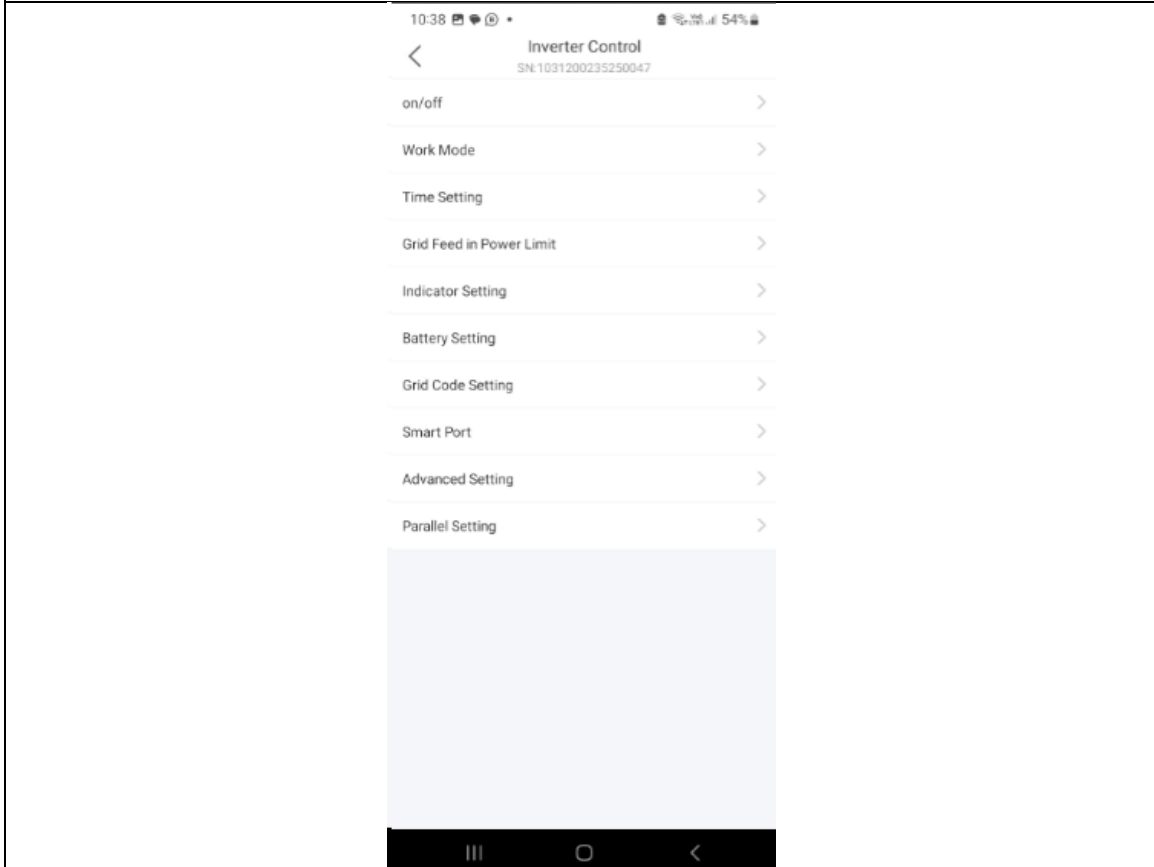 10:38
54%
Inverter Control
SN:1031200235250047
on/off
Work Mode
Time Setting
Grid Feed in Power Limit
Indicator Setting
Battery Setting
Grid Code Setting
Smart Port
Advanced Setting
Parallel Setting